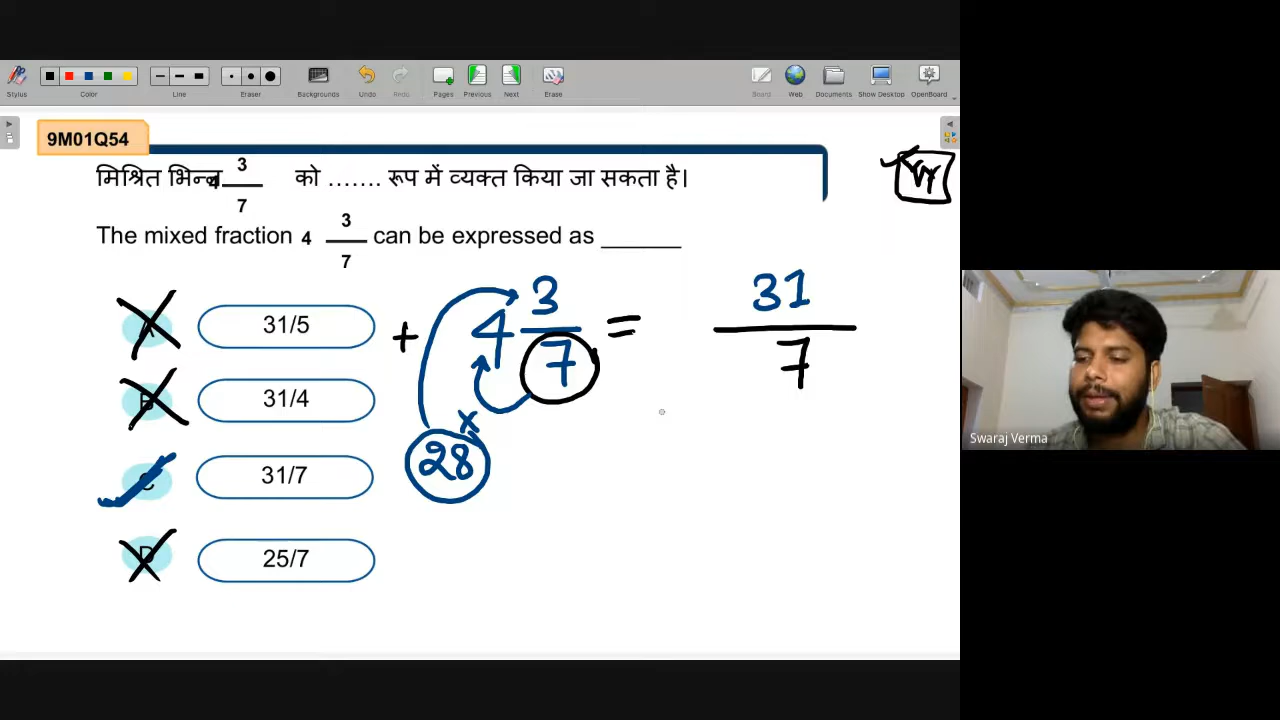 Stylus Color Line Eraser Backgrounds Undo Redo Pages Previous Next Erase Board Web Documents Show Desktop OpenBoard
9M01Q54
मिश्रित भिन्न 4 3/7 को ……. रूप में व्यक्त किया जा सकता है।
The mixed fraction 4 3/7 can be expressed as ______
A 31/5
B 31/4
C 31/7
D 25/7
+ 4 3/7 = 31/7
×
28
Swaraj Verma